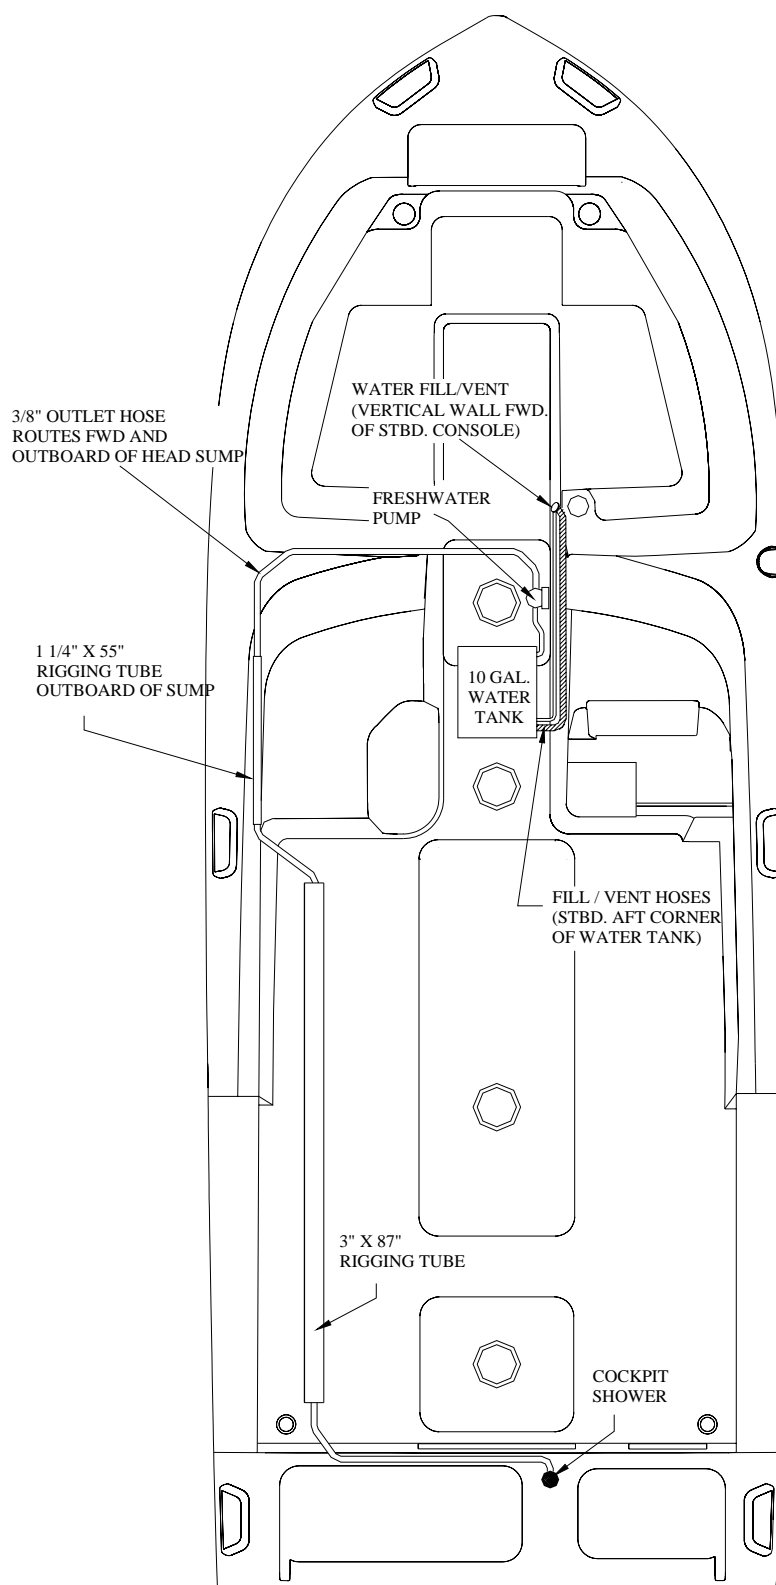 WATER FILL/VENT
(VERTICAL WALL FWD.
OF STBD. CONSOLE)
3/8" OUTLET HOSE
ROUTES FWD AND
OUTBOARD OF HEAD SUMP
FRESHWATER
PUMP
1 1/4" X 55"
RIGGING TUBE
OUTBOARD OF SUMP
10 GAL.
WATER
TANK
FILL / VENT HOSES
(STBD. AFT CORNER
OF WATER TANK)
3" X 87"
RIGGING TUBE
COCKPIT
SHOWER